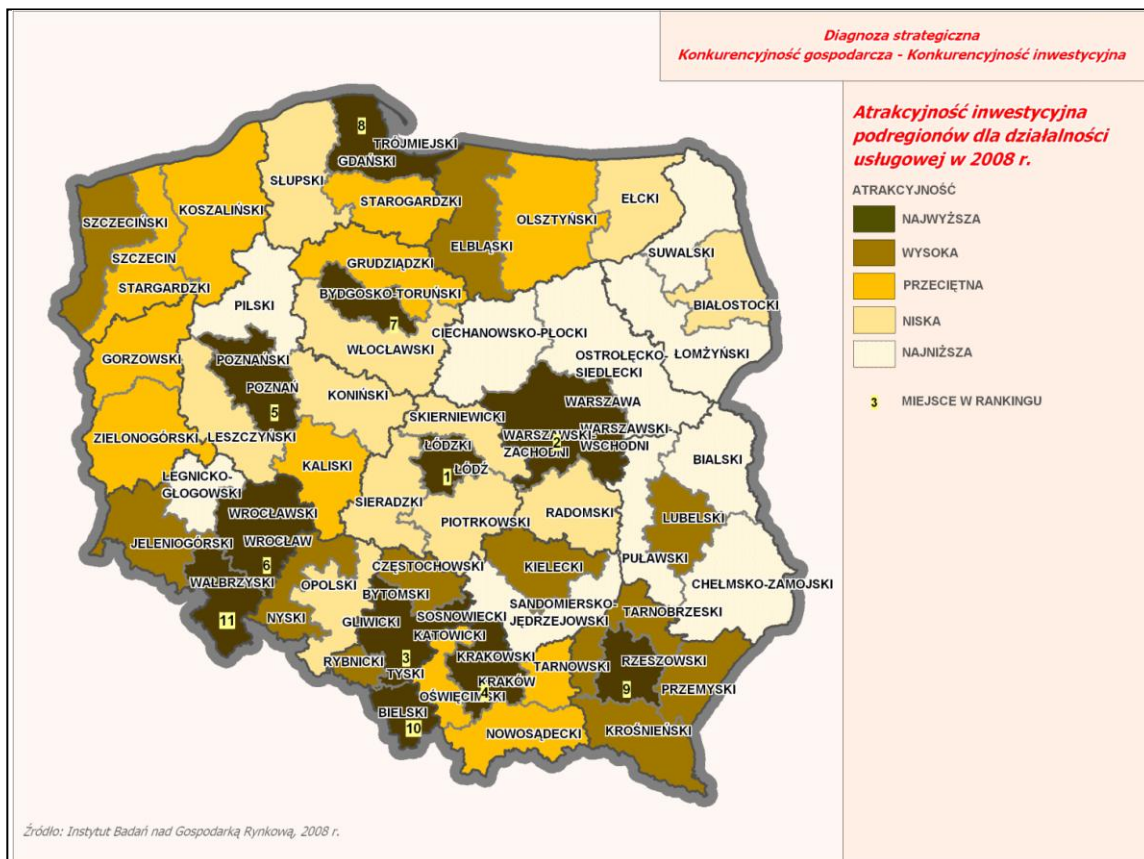 Diagnoza strategiczna
Konkurencyjność gospodarcza - Konkurencyjność inwestycyjna
Atrakcyjność inwestycyjna
podregionów dla działalności
usługowej w 2008 r.
ATRAKCYJNOŚĆ
NAJWYŻSZA
WYSOKA
PRZECIĘTNA
NISKA
NAJNIŻSZA
3 MIEJSCE W RANKINGU
8
TRÓJMIEJSKI
GDAŃSKI
SŁUPSKI
EŁCKI
STAROGARDZKI
KOSZALIŃSKI
OLSZTYŃSKI
SZCZECIŃSKI
ELBLĄSKI
SUWALSKI
SZCZECIN
GRUDZIĄDZKI
STARGARDZKI
BYDGOSKO-TORUŃSKI
BIAŁOSTOCKI
PILSKI
7
CIECHANOWSKO-PŁOCKI
WŁOCŁAWSKI
ŁOMŻYŃSKI
OSTROŁĘCKO-
SIEDLECKI
GORZOWSKI
POZNAŃSKI
POZNAŃ
KONIŃSKI
WARSZAWA
5
SKIERNIEWICKI
WARSZAWSKI
ZACHODNI
2
WARSZAWSKI
WSCHODNI
ZIELONOGÓRSKI
LESZCZYŃSKI
ŁÓDZKI
ŁÓDŹ
1
BIALSKI
KALISKI
LEGNICKO-
GŁOGOWSKI
SIERADZKI
WROCŁAWSKI
PIOTRKOWSKI
RADOMSKI
LUBELSKI
JELENIOGÓRSKI
WROCŁAW
6
PUŁAWSKI
CZĘSTOCHOWSKI
KIELECKI
WAŁBRZYSKI
OPOLSKI
CHEŁMSKO-ZAMOJSKI
BYTOMSKI
SANDOMIERSKO-
JĘDRZEJOWSKI
TARNOBRZESKI
11
NYSKI
GLIWICKI
SOSNOWIECKI
KATOWICKI
RYBNICKI
3
TYSKI
KRAKOWSKI
KRAKÓW
4
TARNOWSKI
RZESZOWSKI
9
PRZEMYSKI
OŚWIĘCIMSKI
BIELSKI
10
NOWOSĄDECKI
KROŚNIEŃSKI
Źródło: Instytut Badań nad Gospodarką Rynkową, 2008 r.